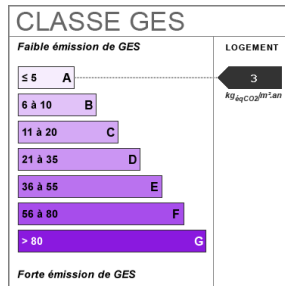 CLASSE GES
Faible émission de GES
LOGEMENT
≤ 5 A
3
kgéqCO2/m².an
6 à 10 B
11 à 20 C
21 à 35 D
36 à 55 E
56 à 80 F
> 80 G
Forte émission de GES